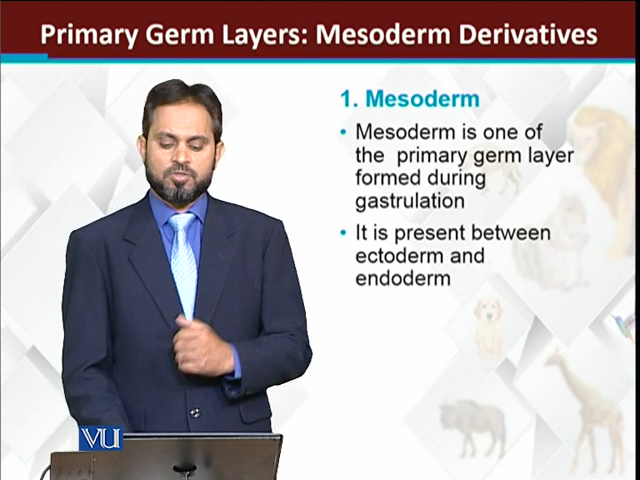 Primary Germ Layers: Mesoderm Derivatives
1. Mesoderm
• Mesoderm is one of
the primary germ layer
formed during
gastrulation
• It is present between
ectoderm and
endoderm
VU